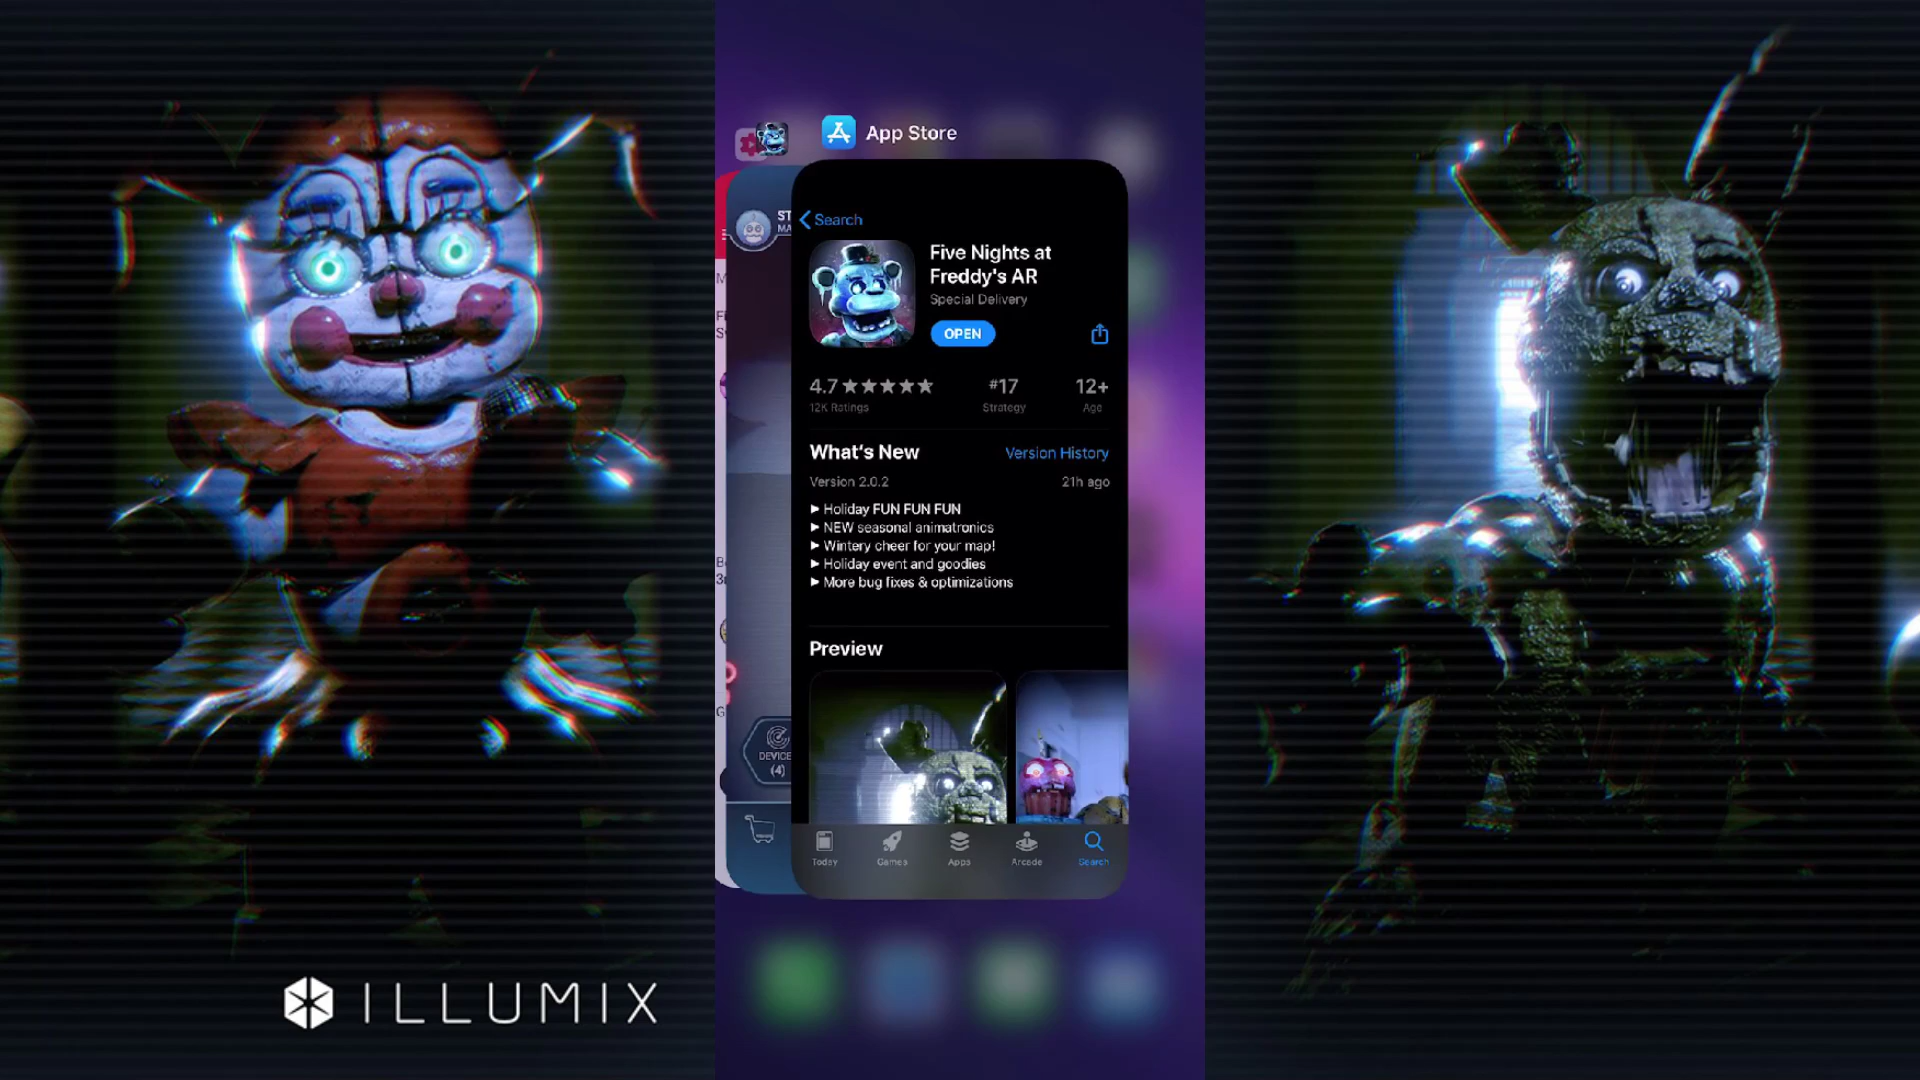 App Store
Search
Five Nights at
Freddy's AR
Special Delivery
OPEN
4.7
12K Ratings
#17
Strategy
12+
Age
What's New
Version History
Version 2.0.2
21h ago
► Holiday FUN FUN FUN
► NEW seasonal animatronics
► Wintery cheer for your map!
► Holiday event and goodies
► More bug fixes & optimizations
Preview
DEVICE
(4)
Today
Games
Apps
Arcade
Search
ILLUMIX